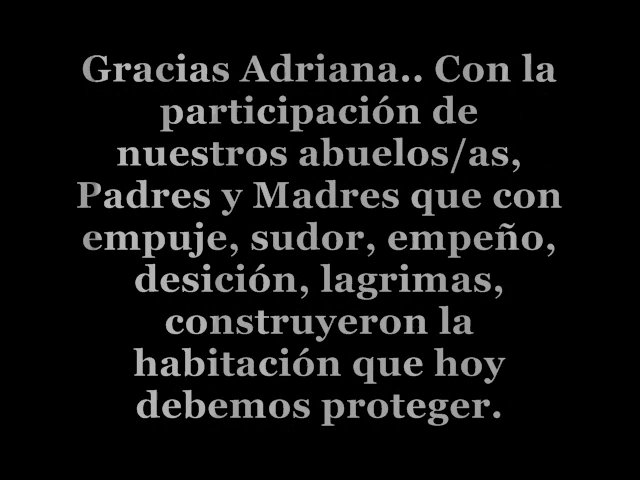 Gracias Adriana.. Con la
participación de
nuestros abuelos/as,
Padres y Madres que con
empuje, sudor, empeño,
desición, lagrimas,
construyeron la
habitación que hoy
debemos proteger.